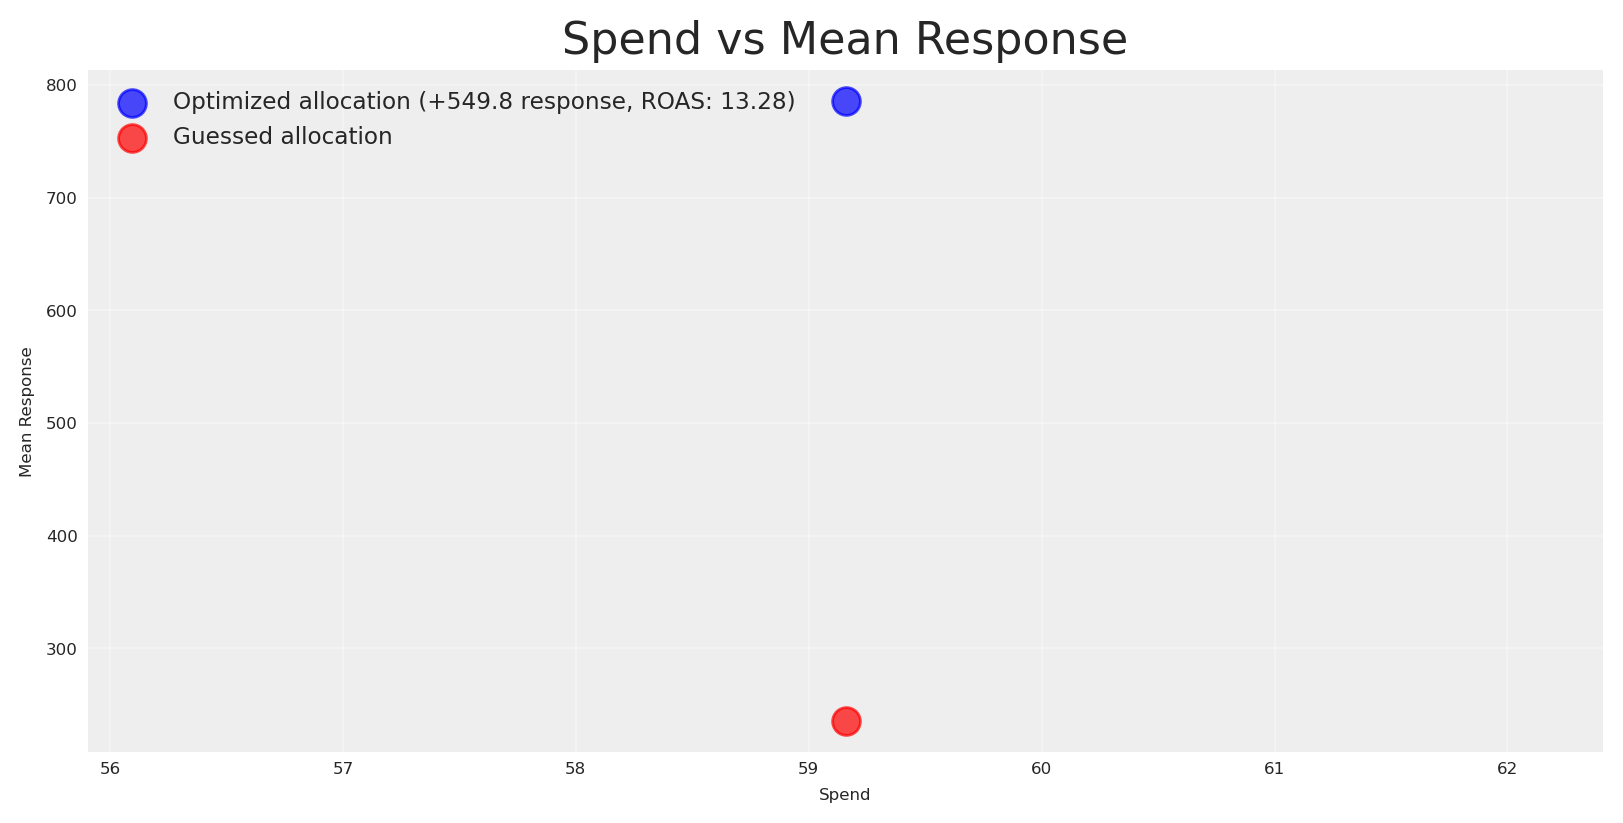 Spend vs Mean Response
800
700
600
500
400
300
Mean Response
Optimized allocation (+549.8 response, ROAS: 13.28)
Guessed allocation
56 57 58 59 60 61 62
Spend